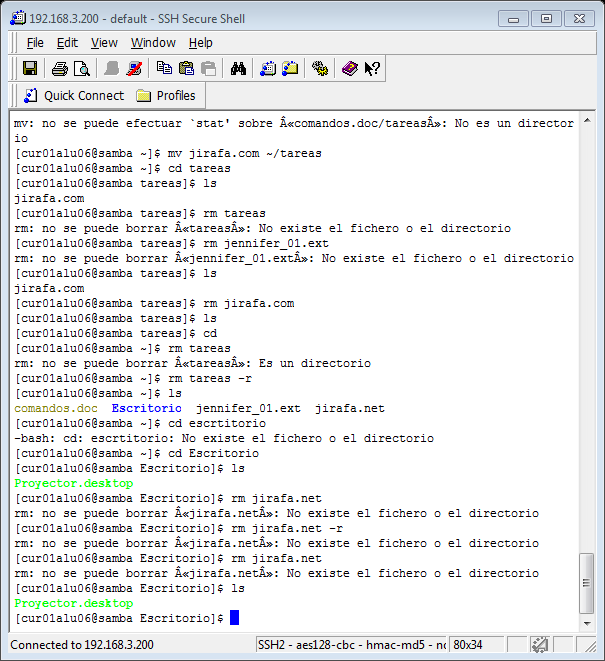 192.168.3.200 - default - SSH Secure Shell
File Edit View Window Help
Quick Connect Profiles
mv: no se puede efectuar `stat' sobre Â«comandos.doc/tareasÂ»: No es un director
io
[cur01alu06@samba ~]$ mv jirafa.com ~/tareas
[cur01alu06@samba ~]$ cd tareas
[cur01alu06@samba tareas]$ ls
jirafa.com
[cur01alu06@samba tareas]$ rm tareas
rm: no se puede borrar Â«tareasÂ»: No existe el fichero o el directorio
[cur01alu06@samba tareas]$ rm jennifer_01.ext
rm: no se puede borrar Â«jennifer_01.extÂ»: No existe el fichero o el directorio
[cur01alu06@samba tareas]$ ls
jirafa.com
[cur01alu06@samba tareas]$ rm jirafa.com
[cur01alu06@samba tareas]$ ls
[cur01alu06@samba tareas]$ cd
[cur01alu06@samba ~]$ rm tareas
rm: no se puede borrar Â«tareasÂ»: Es un directorio
[cur01alu06@samba ~]$ rm tareas -r
[cur01alu06@samba ~]$ ls
comandos.doc Escritorio jennifer_01.ext jirafa.net
[cur01alu06@samba ~]$ cd escrtitorio
-bash: cd: escrtitorio: No existe el fichero o el directorio
[cur01alu06@samba ~]$ cd Escritorio
[cur01alu06@samba Escritorio]$ ls
Proyector.desktop
[cur01alu06@samba Escritorio]$ rm jirafa.net
rm: no se puede borrar Â«jirafa.netÂ»: No existe el fichero o el directorio
[cur01alu06@samba Escritorio]$ rm jirafa.net -r
rm: no se puede borrar Â«jirafa.netÂ»: No existe el fichero o el directorio
[cur01alu06@samba Escritorio]$ rm jirafa.net
rm: no se puede borrar Â«jirafa.netÂ»: No existe el fichero o el directorio
[cur01alu06@samba Escritorio]$ ls
Proyector.desktop
[cur01alu06@samba Escritorio]$
Connected to 192.168.3.200 SSH2 - aes128-cbc - hmac-md5 - nc 80x34